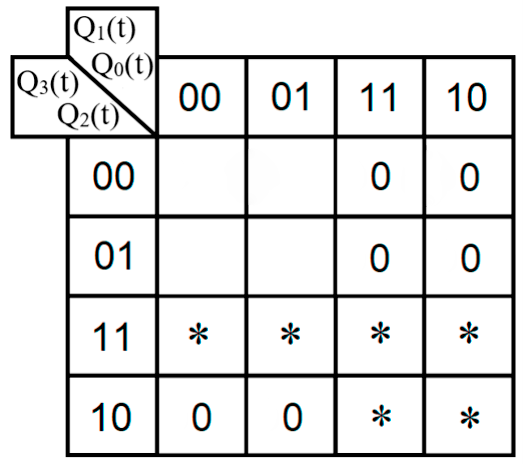 Q₁(t)
Q₀(t)
Q₃(t)
Q₂(t)
00 01 11 10
00 0 0
01 0 0
11 * * * *
10 0 0 * *